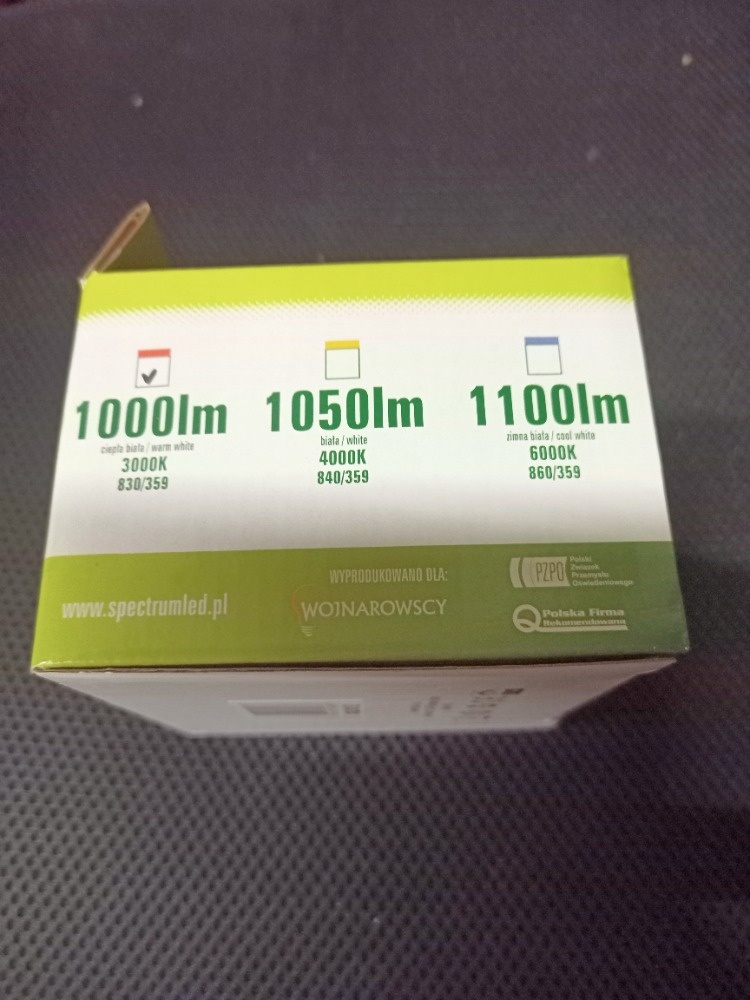 1000lm
ciepła biała / warm white
3000K
830/359
1050lm
biała / white
4000K
840/359
1100lm
zimna biała / cool white
6000K
860/359
www.spectrumled.pl
WYPRODUKOWANO DLA:
WOJNAROWSCY
PZPO
Polski
Związek
Przemysłu
Oświetleniowego
Polska Firma
Rekomendowana